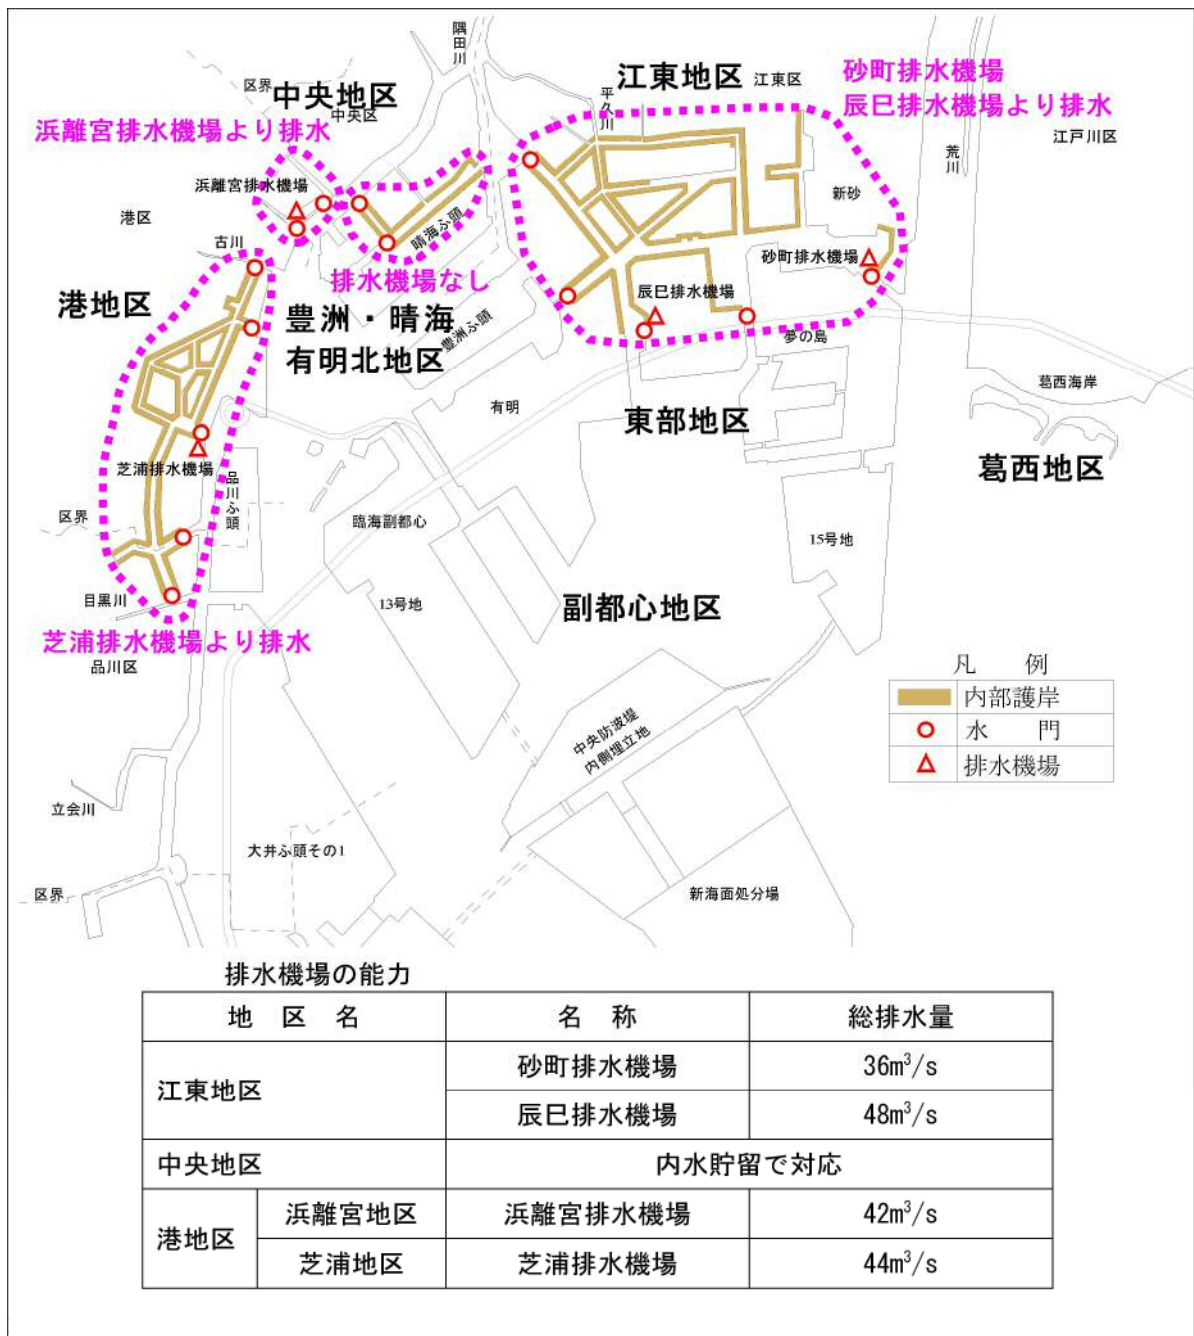 隅田川
区界
中央地区
中央区
浜離宮排水機場より排水
江東地区
江東区
平久川
砂町排水機場
辰巳排水機場より排水
荒川
江戸川区
浜離宮排水機場
新砂
港区
古川
晴海ふ頭
砂町排水機場
排水機場なし
辰巳排水機場
港地区
豊洲・晴海
有明北地区
豊洲ふ頭
夢の島
有明
葛西海岸
東部地区
葛西地区
芝浦排水機場
品川ふ頭
区界
臨海副都心
15号地
目黒川
13号地
副都心地区
芝浦排水機場より排水
品川区
凡 例
内部護岸
水 門
排水機場
中央防波堤
内側埋立地
立会川
大井ふ頭その1
区界
新海面処分場
排水機場の能力
地 区 名 名 称 総排水量
江東地区 砂町排水機場 36m³/s
辰巳排水機場 48m³/s
中央地区 内水貯留で対応
港地区 浜離宮地区 浜離宮排水機場 42m³/s
芝浦地区 芝浦排水機場 44m³/s